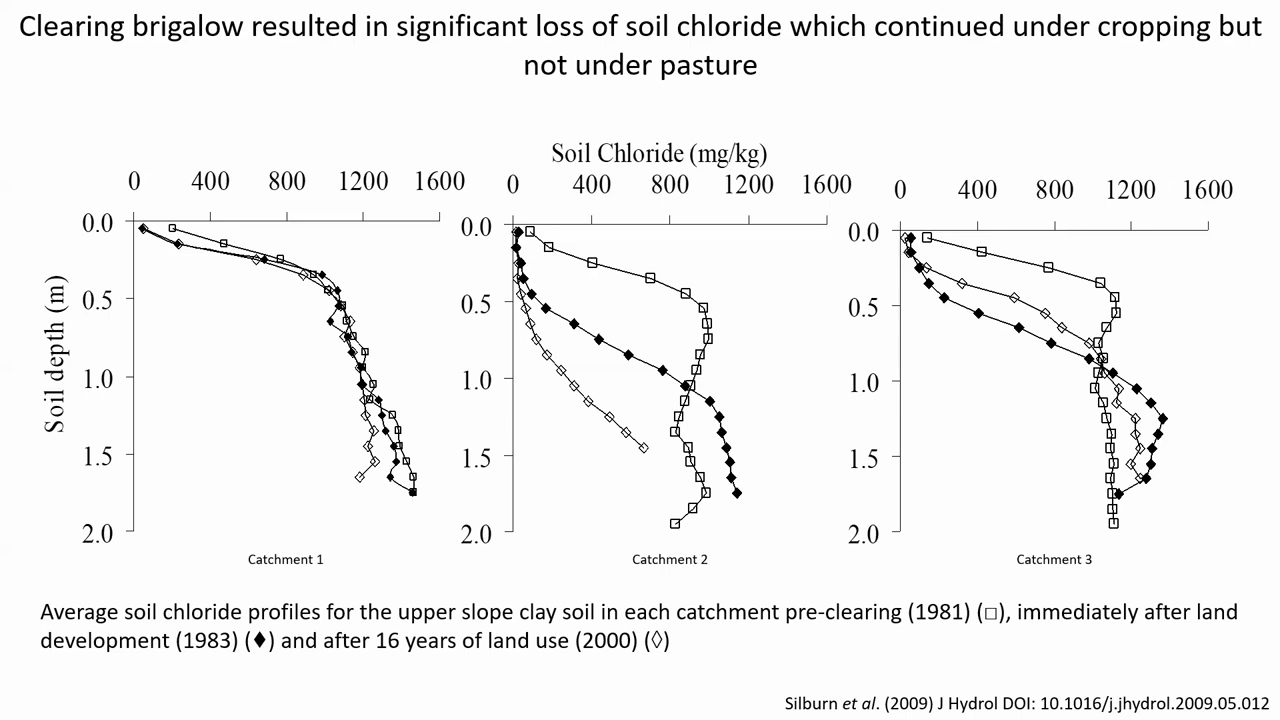 Clearing brigalow resulted in significant loss of soil chloride which continued under cropping but
not under pasture
Soil Chloride (mg/kg)
0 400 800 1200 1600
0 400 800 1200 1600
0 400 800 1200 1600
Soil depth (m)
0.0
0.5
1.0
1.5
2.0
0.0
0.5
1.0
1.5
2.0
0.0
0.5
1.0
1.5
2.0
Catchment 1
Catchment 2
Catchment 3
Average soil chloride profiles for the upper slope clay soil in each catchment pre-clearing (1981) (□), immediately after land
development (1983) (♦) and after 16 years of land use (2000) (◊)
Silburn et al. (2009) J Hydrol DOI: 10.1016/j.jhydrol.2009.05.012